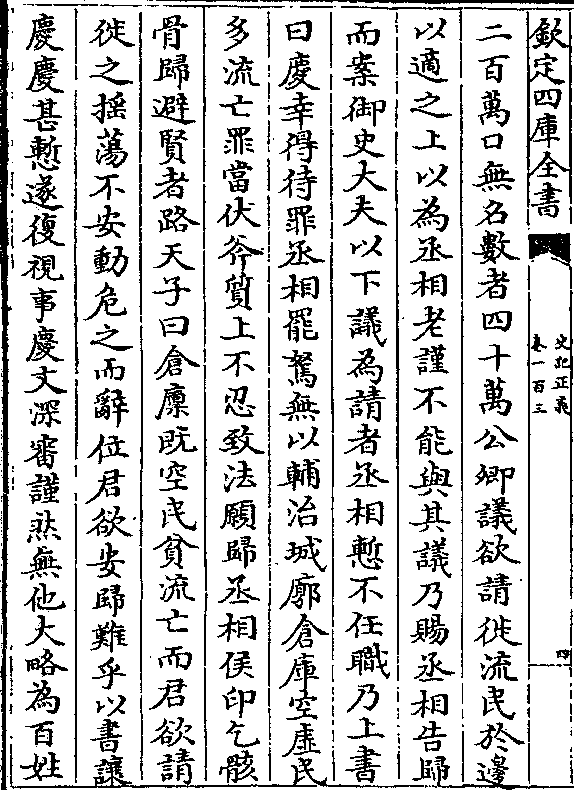 欽定四庫全書
史記正義
卷一百三
四
二百萬口無名數者四十萬公卿議欲請徙流民於邊
以適之上以為丞相老謹不能與其議乃賜丞相告歸
而案御史大夫以下議為請者丞相慙不任職乃上書
曰慶幸得待罪丞相罷駑無以輔治城廓倉庫空虛民
多流亡罪當伏斧質上不忍致法願歸丞相侯印乞骸
骨歸避賢者路天子曰倉廩既空民貧流亡而君欲請
徙之揺蕩不安動危之而辭位君欲安歸難乎以書讓
慶慶甚慙遂復視事慶文深審謹然無他大略為百姓